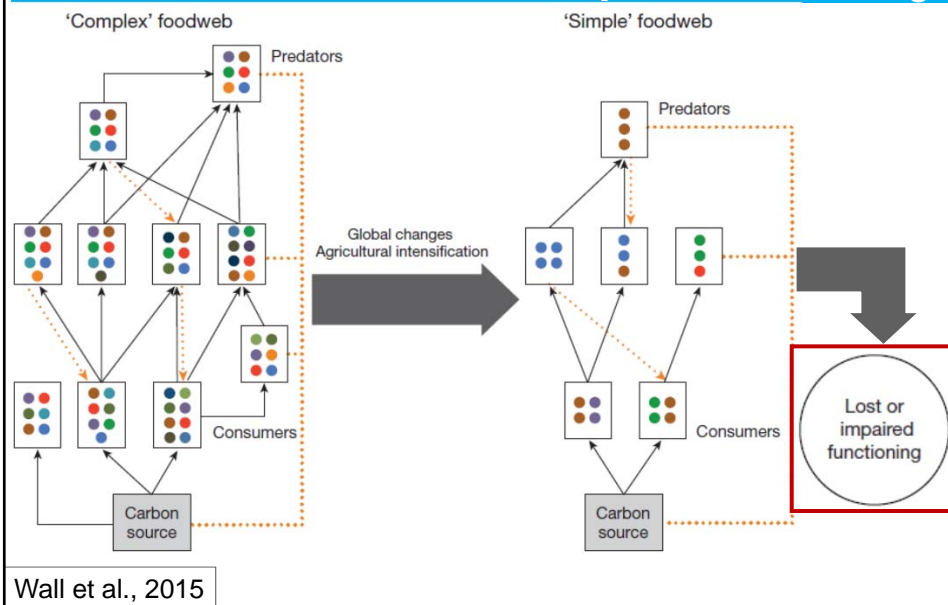 'Complex' foodweb
'Simple' foodweb
Predators
Predators
Global changes
Agricultural intensification
Consumers
Consumers
Lost or
impaired
functioning
Carbon
source
Carbon
source
Wall et al., 2015